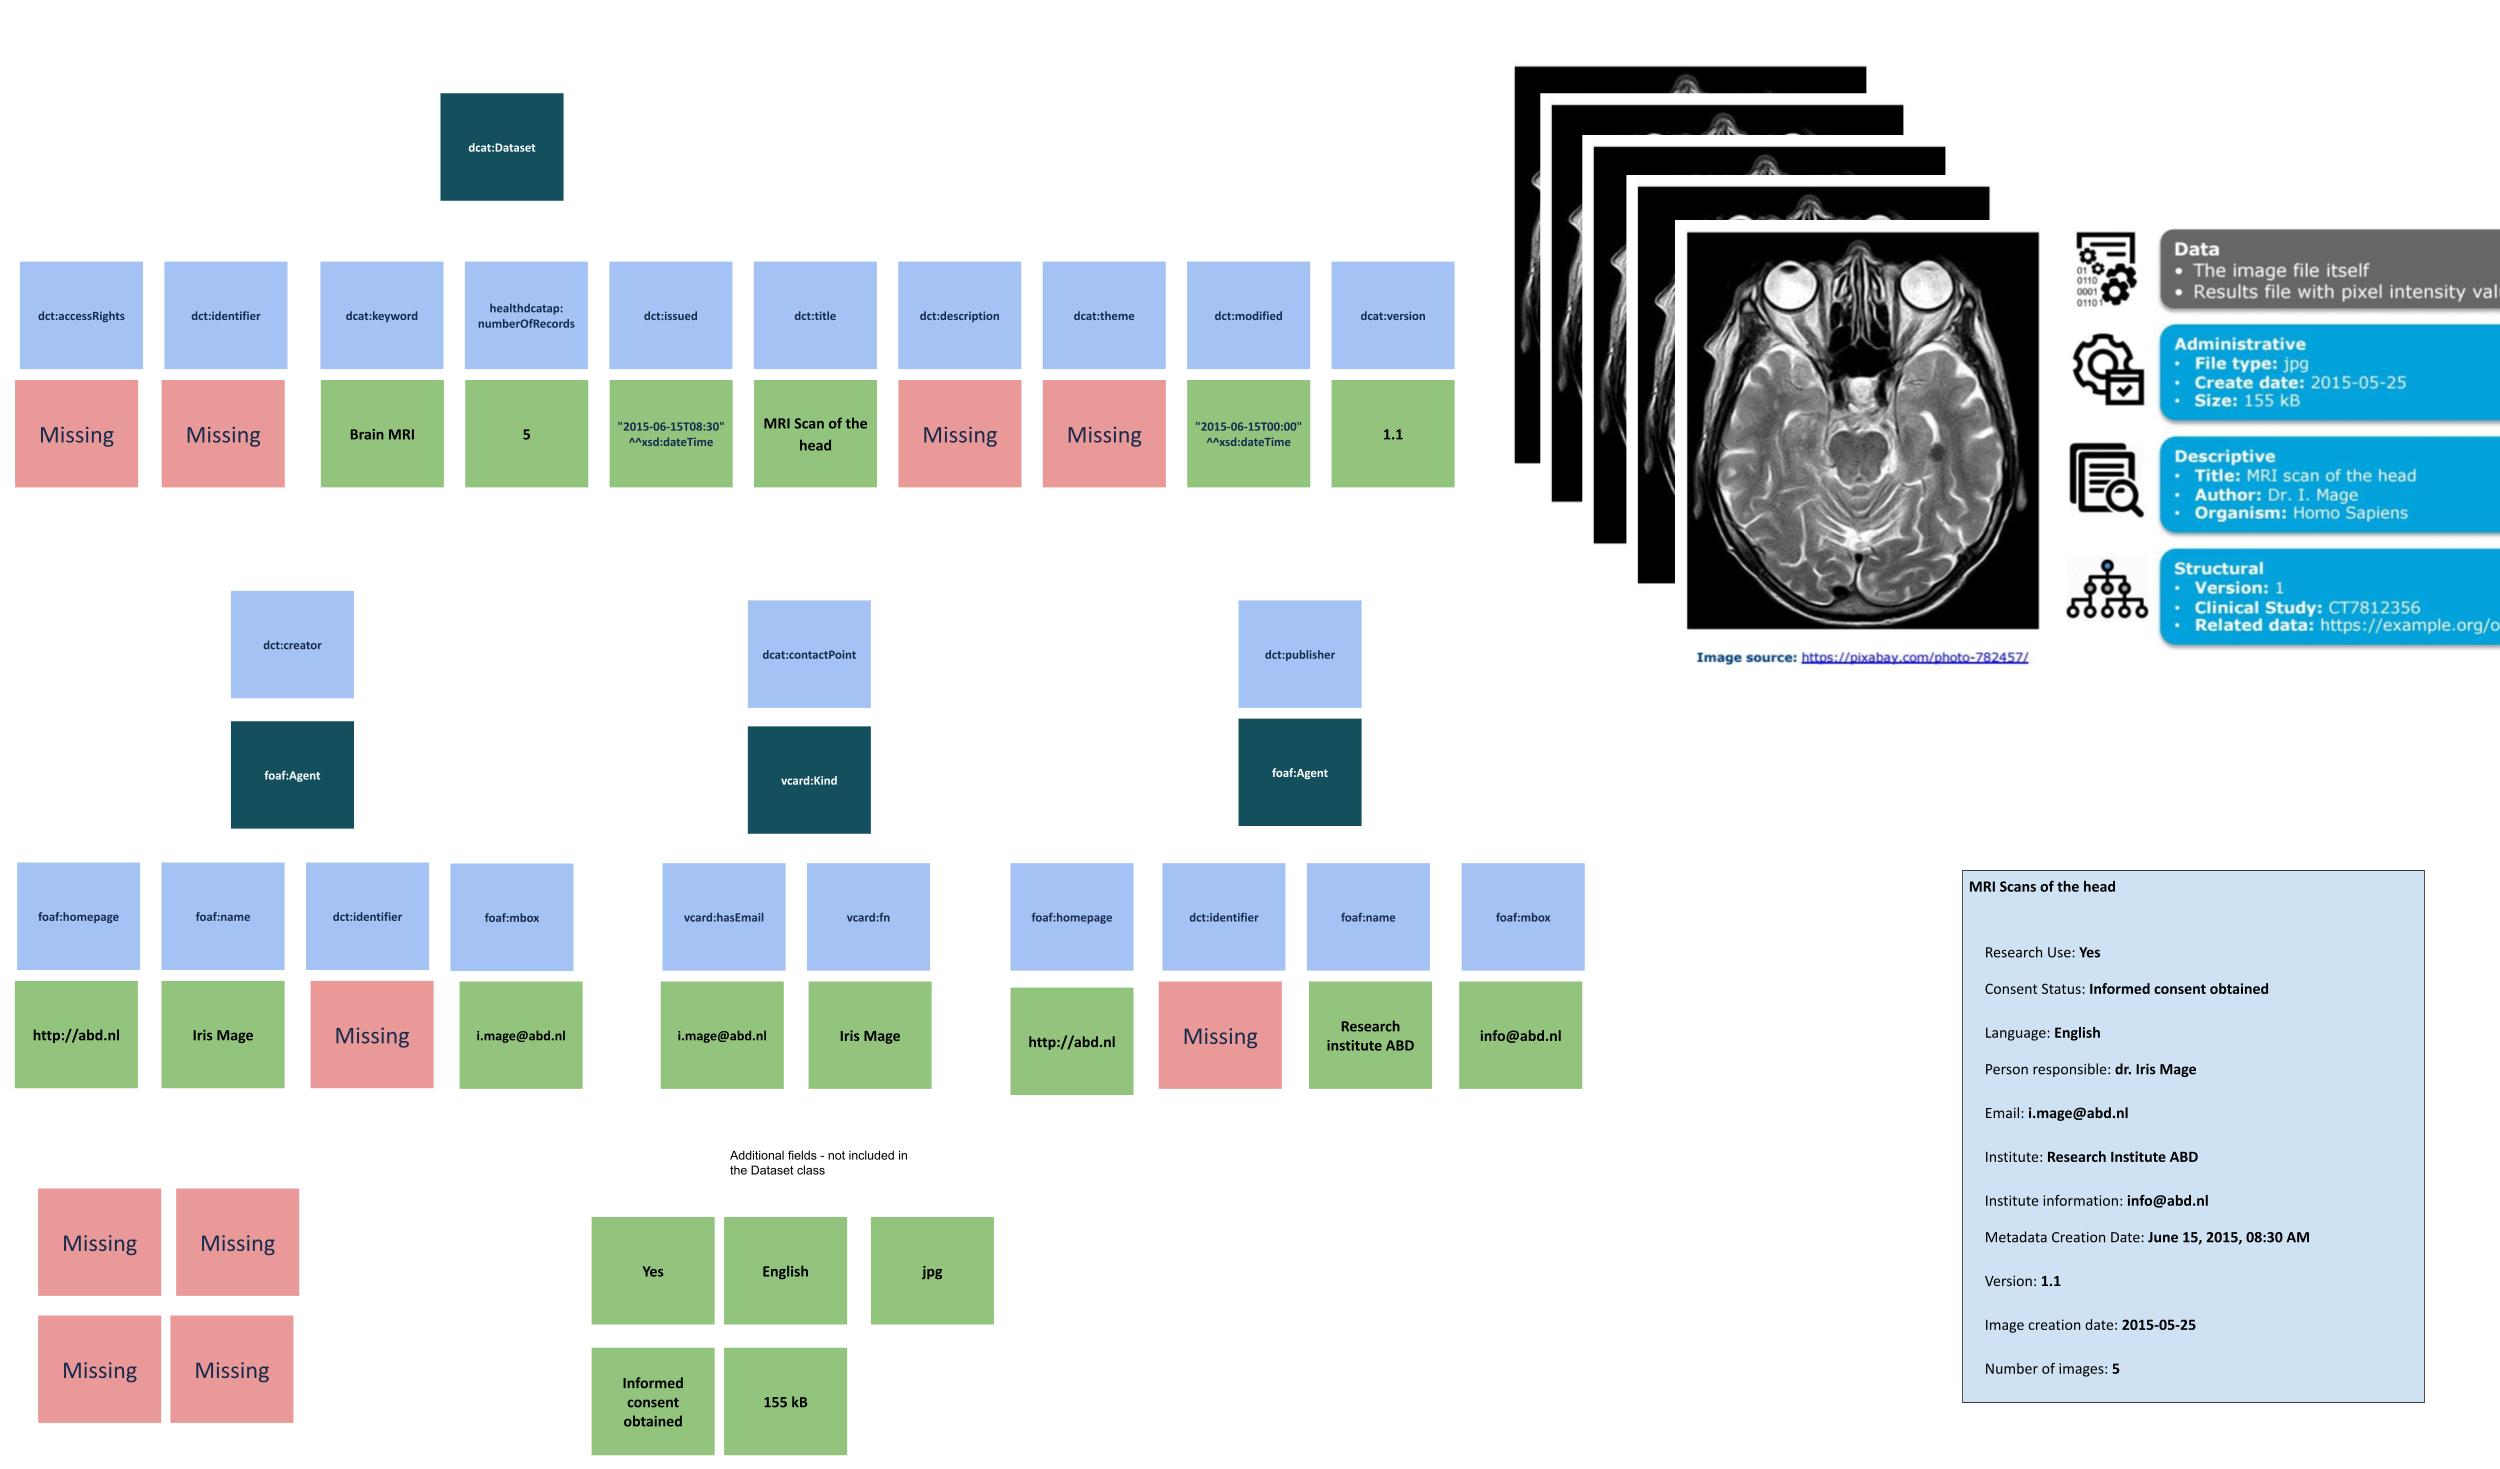 dcat:Dataset
dct:accessRights
dct:identifier
dcat:keyword
healthdcatap:
numberOfRecords
dct:issued
dct:title
dct:description
dcat:theme
dct:modified
dcat:version
Missing
Missing
Brain MRI
5
"2015-06-15T08:30"
^^xsd:dateTime
MRI Scan of the
head
Missing
Missing
"2015-06-15T00:00"
^^xsd:dateTime
1.1
Data
• The image file itself
• Results file with pixel intensity
01
0110
0001
01101
Administrative
• File type: jpg
• Create date: 2015-05-25
• Size: 155 kB
Descriptive
• Title: MRI scan of the head
• Author: Dr. I. Mage
• Organism: Homo Sapiens
Structural
• Version: 1
• Clinical Study: CT7812356
• Related data: https://example.org/o
Image source: https://pixabay.com/photo-782457/
dct:creator
dcat:contactPoint
dct:publisher
foaf:Agent
vcard:Kind
foaf:Agent
foaf:homepage
foaf:name
dct:identifier
foaf:mbox
vcard:hasEmail
vcard:fn
foaf:homepage
dct:identifier
foaf:name
foaf:mbox
http://abd.nl
Iris Mage
Missing
i.mage@abd.nl
i.mage@abd.nl
Iris Mage
http://abd.nl
Missing
Research
institute ABD
info@abd.nl
MRI Scans of the head
Research Use: Yes
Consent Status: Informed consent obtained
Language: English
Person responsible: dr. Iris Mage
Email: i.mage@abd.nl
Institute: Research Institute ABD
Institute information: info@abd.nl
Metadata Creation Date: June 15, 2015, 08:30 AM
Version: 1.1
Image creation date: 2015-05-25
Number of images: 5
Additional fields - not included in
the Dataset class
Missing
Missing
Missing
Missing
Yes
English
jpg
Informed
consent
obtained
155 kB